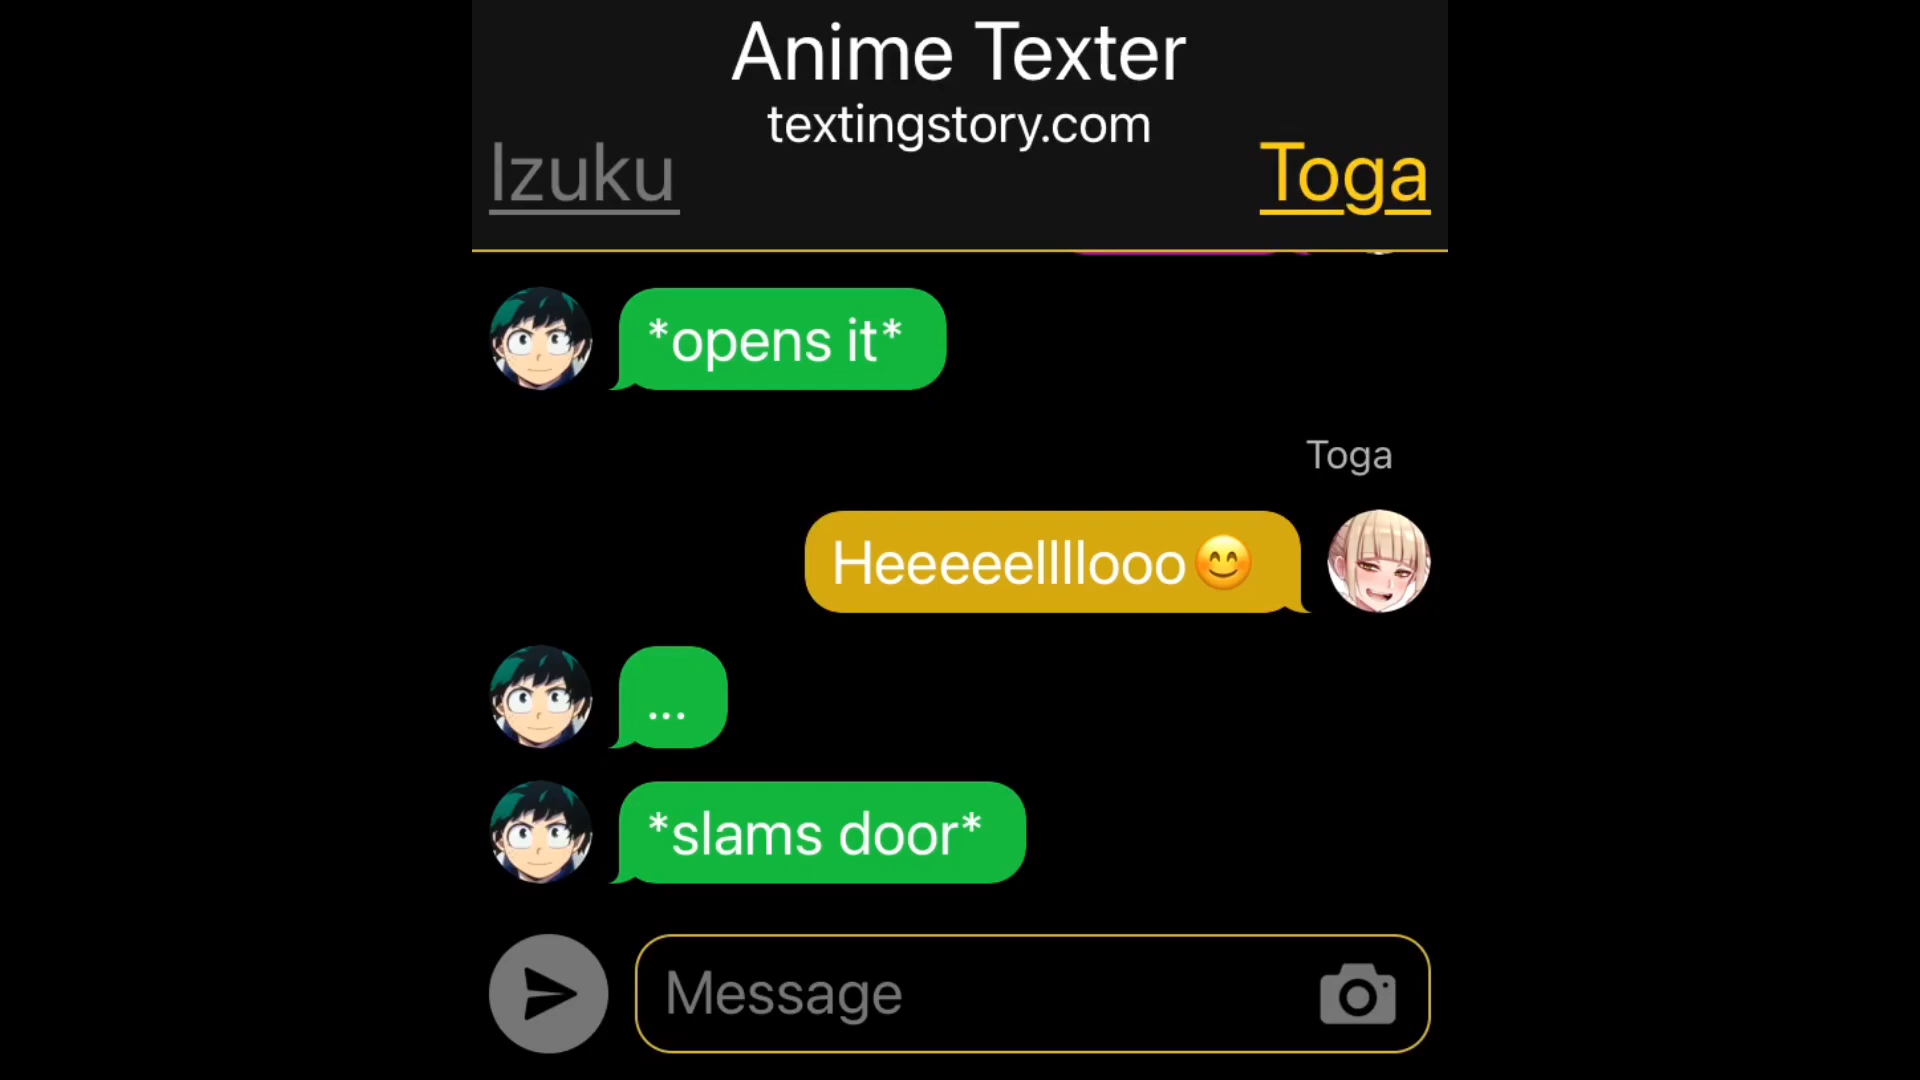 Anime Texter
textingstory.com
Izuku
Toga
*opens it*
Toga
Heeeeellllooo😊
...
*slams door*
Message